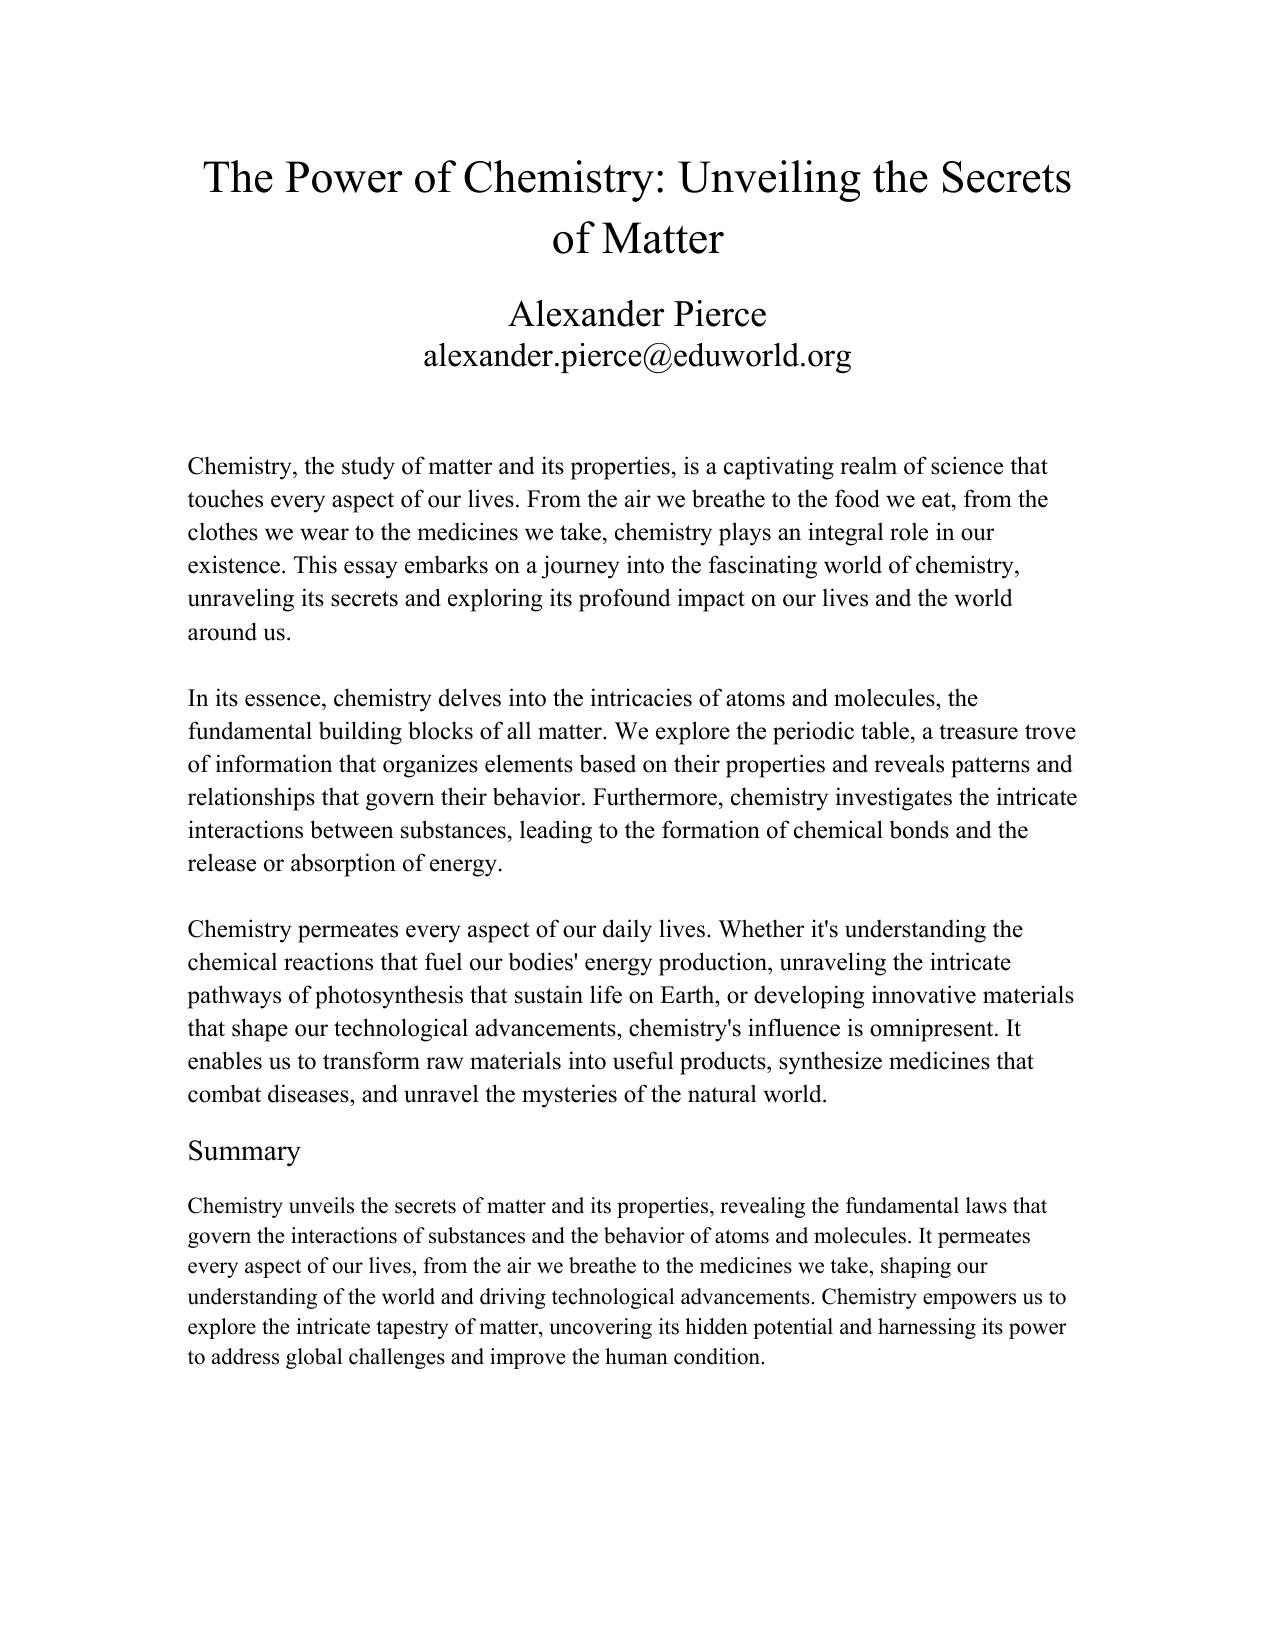 The Power of Chemistry: Unveiling the Secrets
of Matter
Alexander Pierce
alexander.pierce@eduworld.org
Chemistry, the study of matter and its properties, is a captivating realm of science that
touches every aspect of our lives. From the air we breathe to the food we eat, from the
clothes we wear to the medicines we take, chemistry plays an integral role in our
existence. This essay embarks on a journey into the fascinating world of chemistry,
unraveling its secrets and exploring its profound impact on our lives and the world
around us.
In its essence, chemistry delves into the intricacies of atoms and molecules, the
fundamental building blocks of all matter. We explore the periodic table, a treasure trove
of information that organizes elements based on their properties and reveals patterns and
relationships that govern their behavior. Furthermore, chemistry investigates the intricate
interactions between substances, leading to the formation of chemical bonds and the
release or absorption of energy.
Chemistry permeates every aspect of our daily lives. Whether it's understanding the
chemical reactions that fuel our bodies' energy production, unraveling the intricate
pathways of photosynthesis that sustain life on Earth, or developing innovative materials
that shape our technological advancements, chemistry's influence is omnipresent. It
enables us to transform raw materials into useful products, synthesize medicines that
combat diseases, and unravel the mysteries of the natural world.
Summary
Chemistry unveils the secrets of matter and its properties, revealing the fundamental laws that
govern the interactions of substances and the behavior of atoms and molecules. It permeates
every aspect of our lives, from the air we breathe to the medicines we take, shaping our
understanding of the world and driving technological advancements. Chemistry empowers us to
explore the intricate tapestry of matter, uncovering its hidden potential and harnessing its power
to address global challenges and improve the human condition.